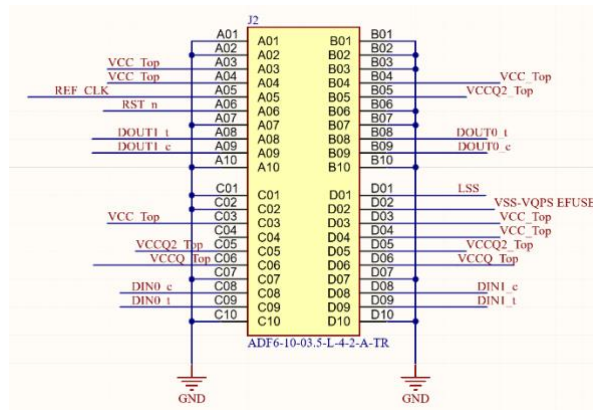 J2
A01 A01 B01 B01
A02 A02 B02 B02
VCC_Top A03 A03 B03 B03
VCC_Top A04 A04 B04 B04 VCC_Top
REF_CLK A05 A05 B05 B05 VCCQ2_Top
RST_n A06 A06 B06 B06
A07 A07 B07 B07
DOUT1_t A08 A08 B08 B08 DOUT0_t
DOUT1_c A09 A09 B09 B09 DOUT0_c
A10 A10 B10 B10
C01 C01 D01 D01 LSS
C02 C02 D02 D02 VSS-VQPS EFUSE
VCC_Top C03 C03 D03 D03 VCC_Top
C04 C04 D04 D04 VCC_Top
VCCQ2_Top C05 C05 D05 D05 VCCQ2_Top
VCCQ_Top C06 C06 D06 D06 VCCQ_Top
C07 C07 D07 D07
DIN0_c C08 C08 D08 D08 DIN1_c
DIN0_t C09 C09 D09 D09 DIN1_t
C10 C10 D10 D10
ADF6-10-03.5-L-4-2-A-TR
GND GND